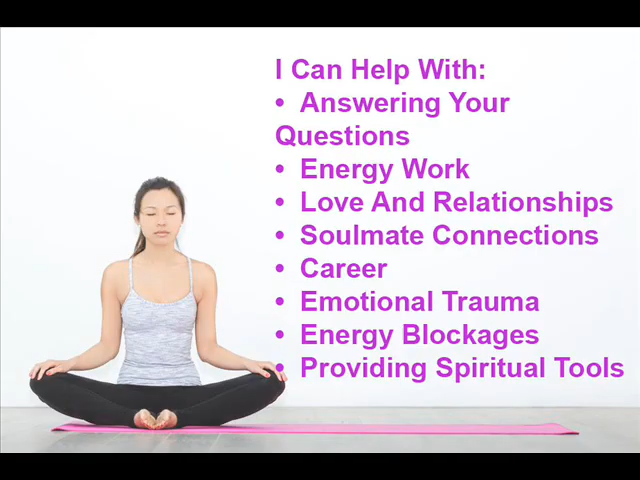 I Can Help With:
• Answering Your
Questions
• Energy Work
• Love And Relationships
• Soulmate Connections
• Career
• Emotional Trauma
• Energy Blockages
• Providing Spiritual Tools